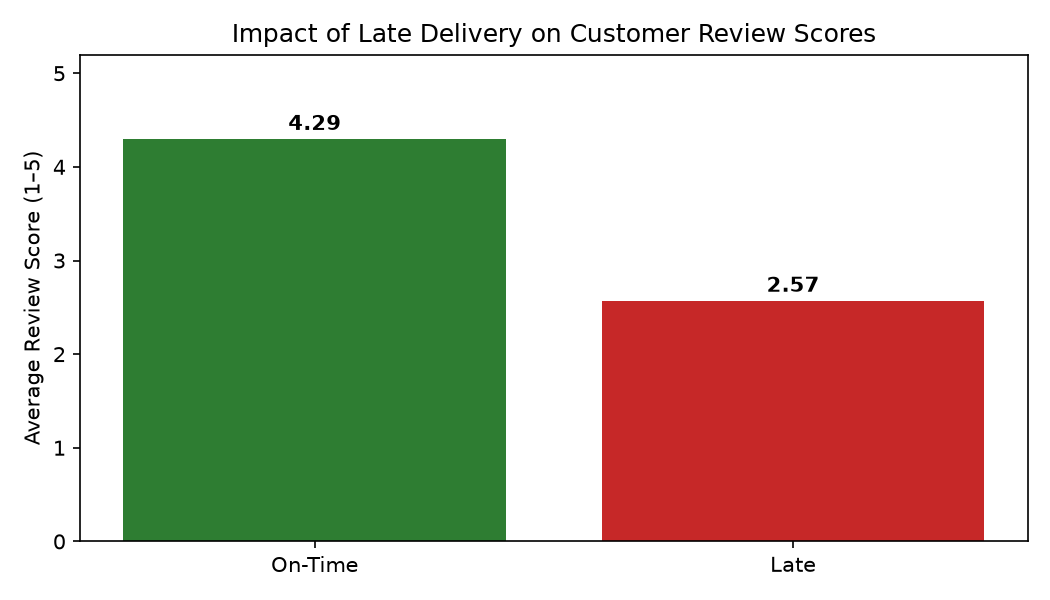 Impact of Late Delivery on Customer Review Scores
Average Review Score (1–5)
5
4
3
2
1
0
4.29
2.57
On-Time
Late